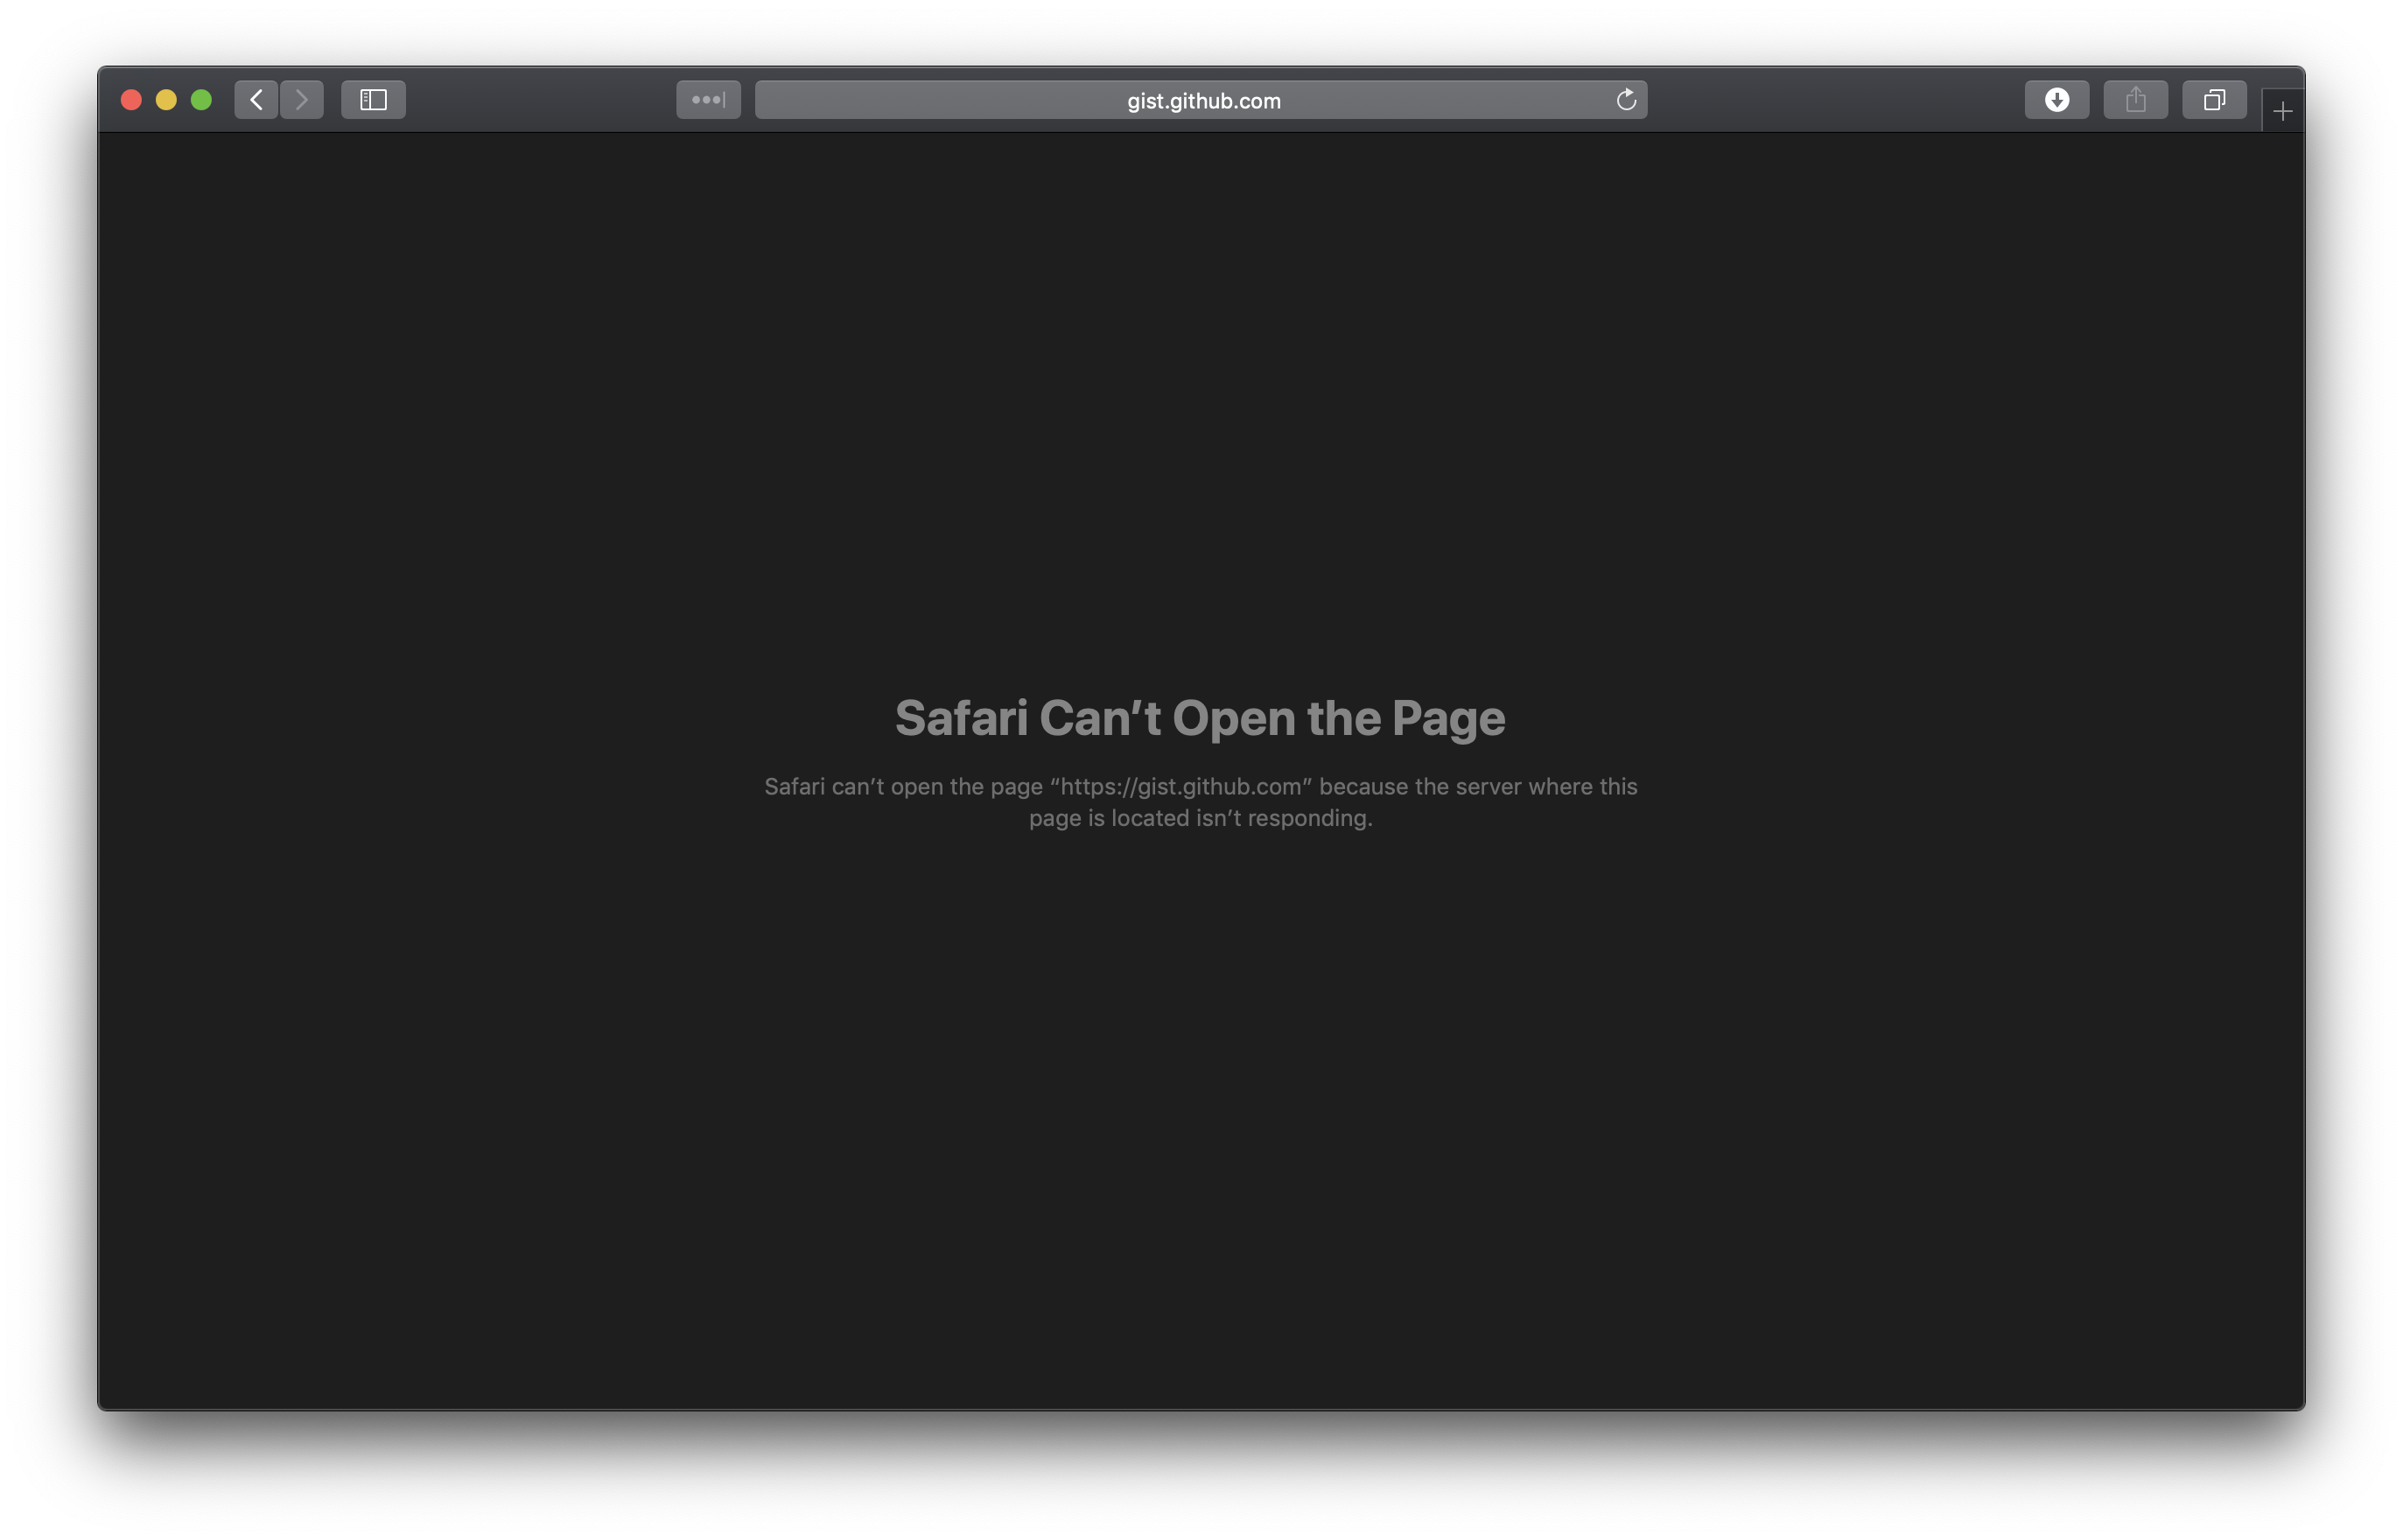 gist.github.com
Safari Can’t Open the Page
Safari can’t open the page “https://gist.github.com” because the server where this
page is located isn’t responding.